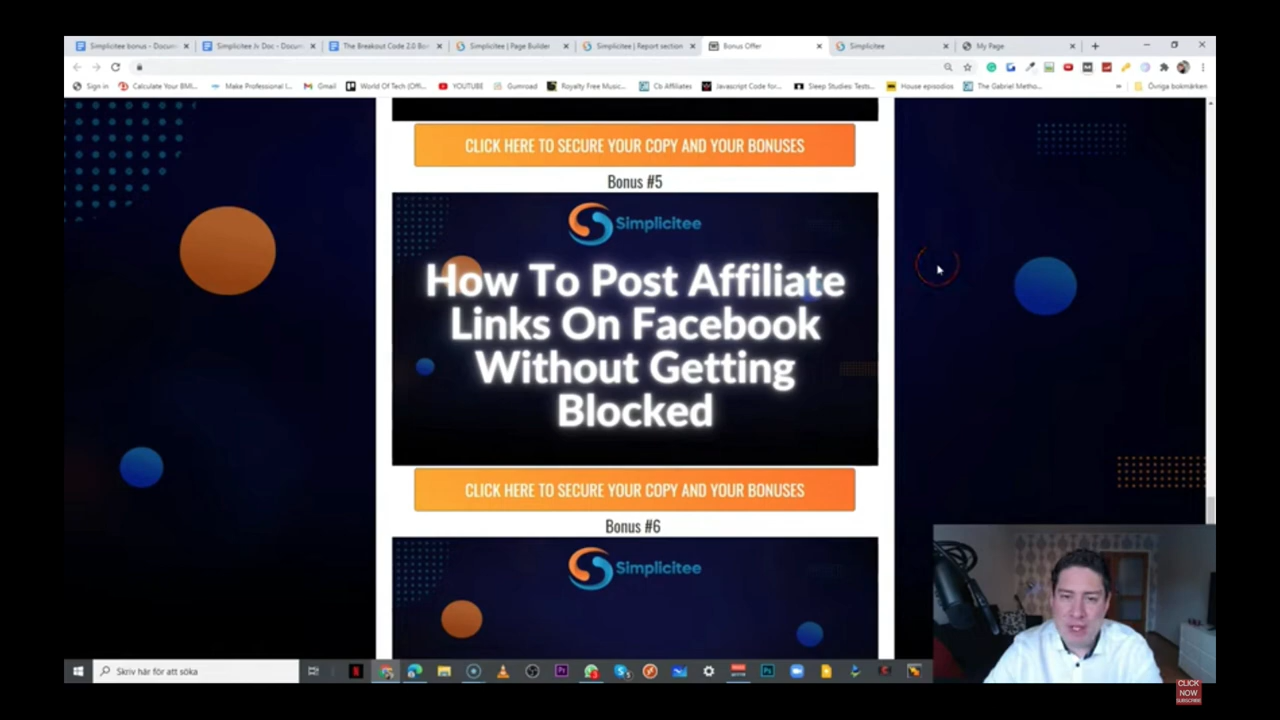 Simplicitee bonus - Docum
Simplicitee Jv Doc - Docum
The Breakout Code 2.0 Bo
Simplicitee | Page Builder
Simplicitee | Report section
Bonus Offer
Simplicitee
My Page
Sign in
Calculate Your BMI...
Make Professional I...
Gmail
World Of Tech (Offi...
YOUTUBE
Gumroad
Royalty Free Music...
Cb Affiliates
Javascript Code for...
Sleep Studies: Tests...
House episodios
The Gabriel Metho...
Övriga bokmärken
CLICK HERE TO SECURE YOUR COPY AND YOUR BONUSES
Bonus #5
Simplicitee
How To Post Affiliate
Links On Facebook
Without Getting
Blocked
CLICK HERE TO SECURE YOUR COPY AND YOUR BONUSES
Bonus #6
Simplicitee
Skriv här för att söka
CLICK
NOW
SUBSCRIBE